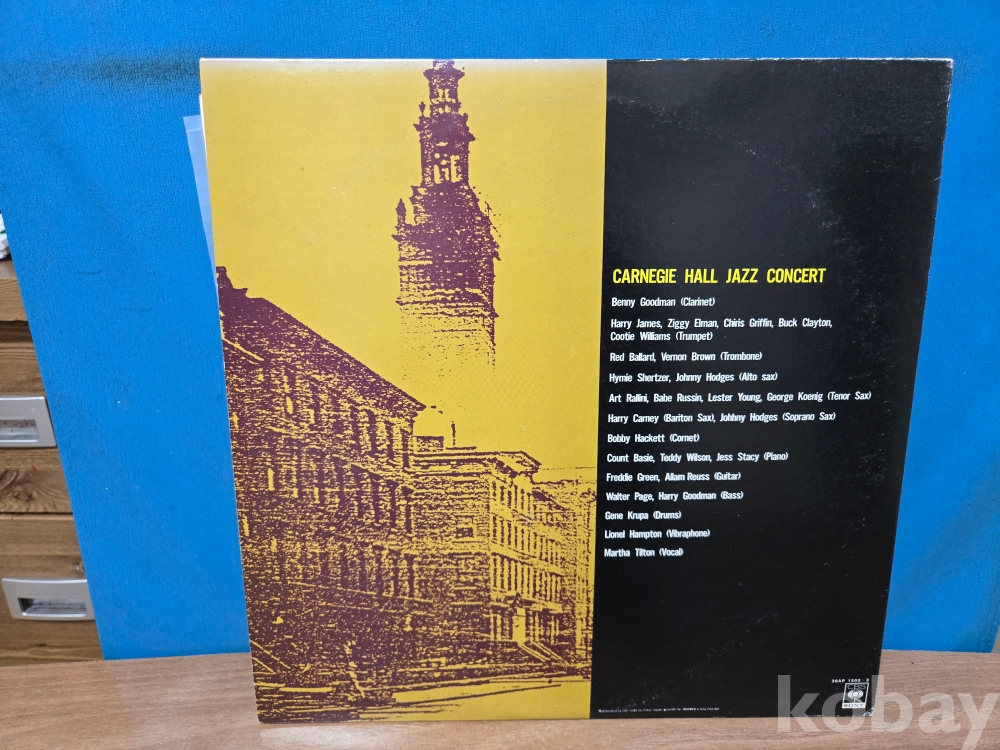 CARNEGIE HALL JAZZ CONCERT
Benny Goodman (Clarinet)
Harry James, Ziggy Elman, Chiris Griffin, Buck Clayton,
Cootie Williams (Trumpet)
Red Ballard, Vernon Brown (Trombone)
Hymie Shertzer, Johnny Hodges (Alto sax)
Art Rallini, Babe Russin, Lester Young, George Koenig (Tenor Sax)
Harry Carney (Bariton Sax), Johhny Hodges (Soprano Sax)
Bobby Hackett (Cornet)
Count Basie, Teddy Wilson, Jess Stacy (Piano)
Freddie Green, Allam Reuss (Guitar)
Walter Page, Harry Goodman (Bass)
Gene Krupa (Drums)
Lionel Hampton (Vibraphone)
Martha Tilton (Vocal)
36AP 1502
CBS
SONY
kobay